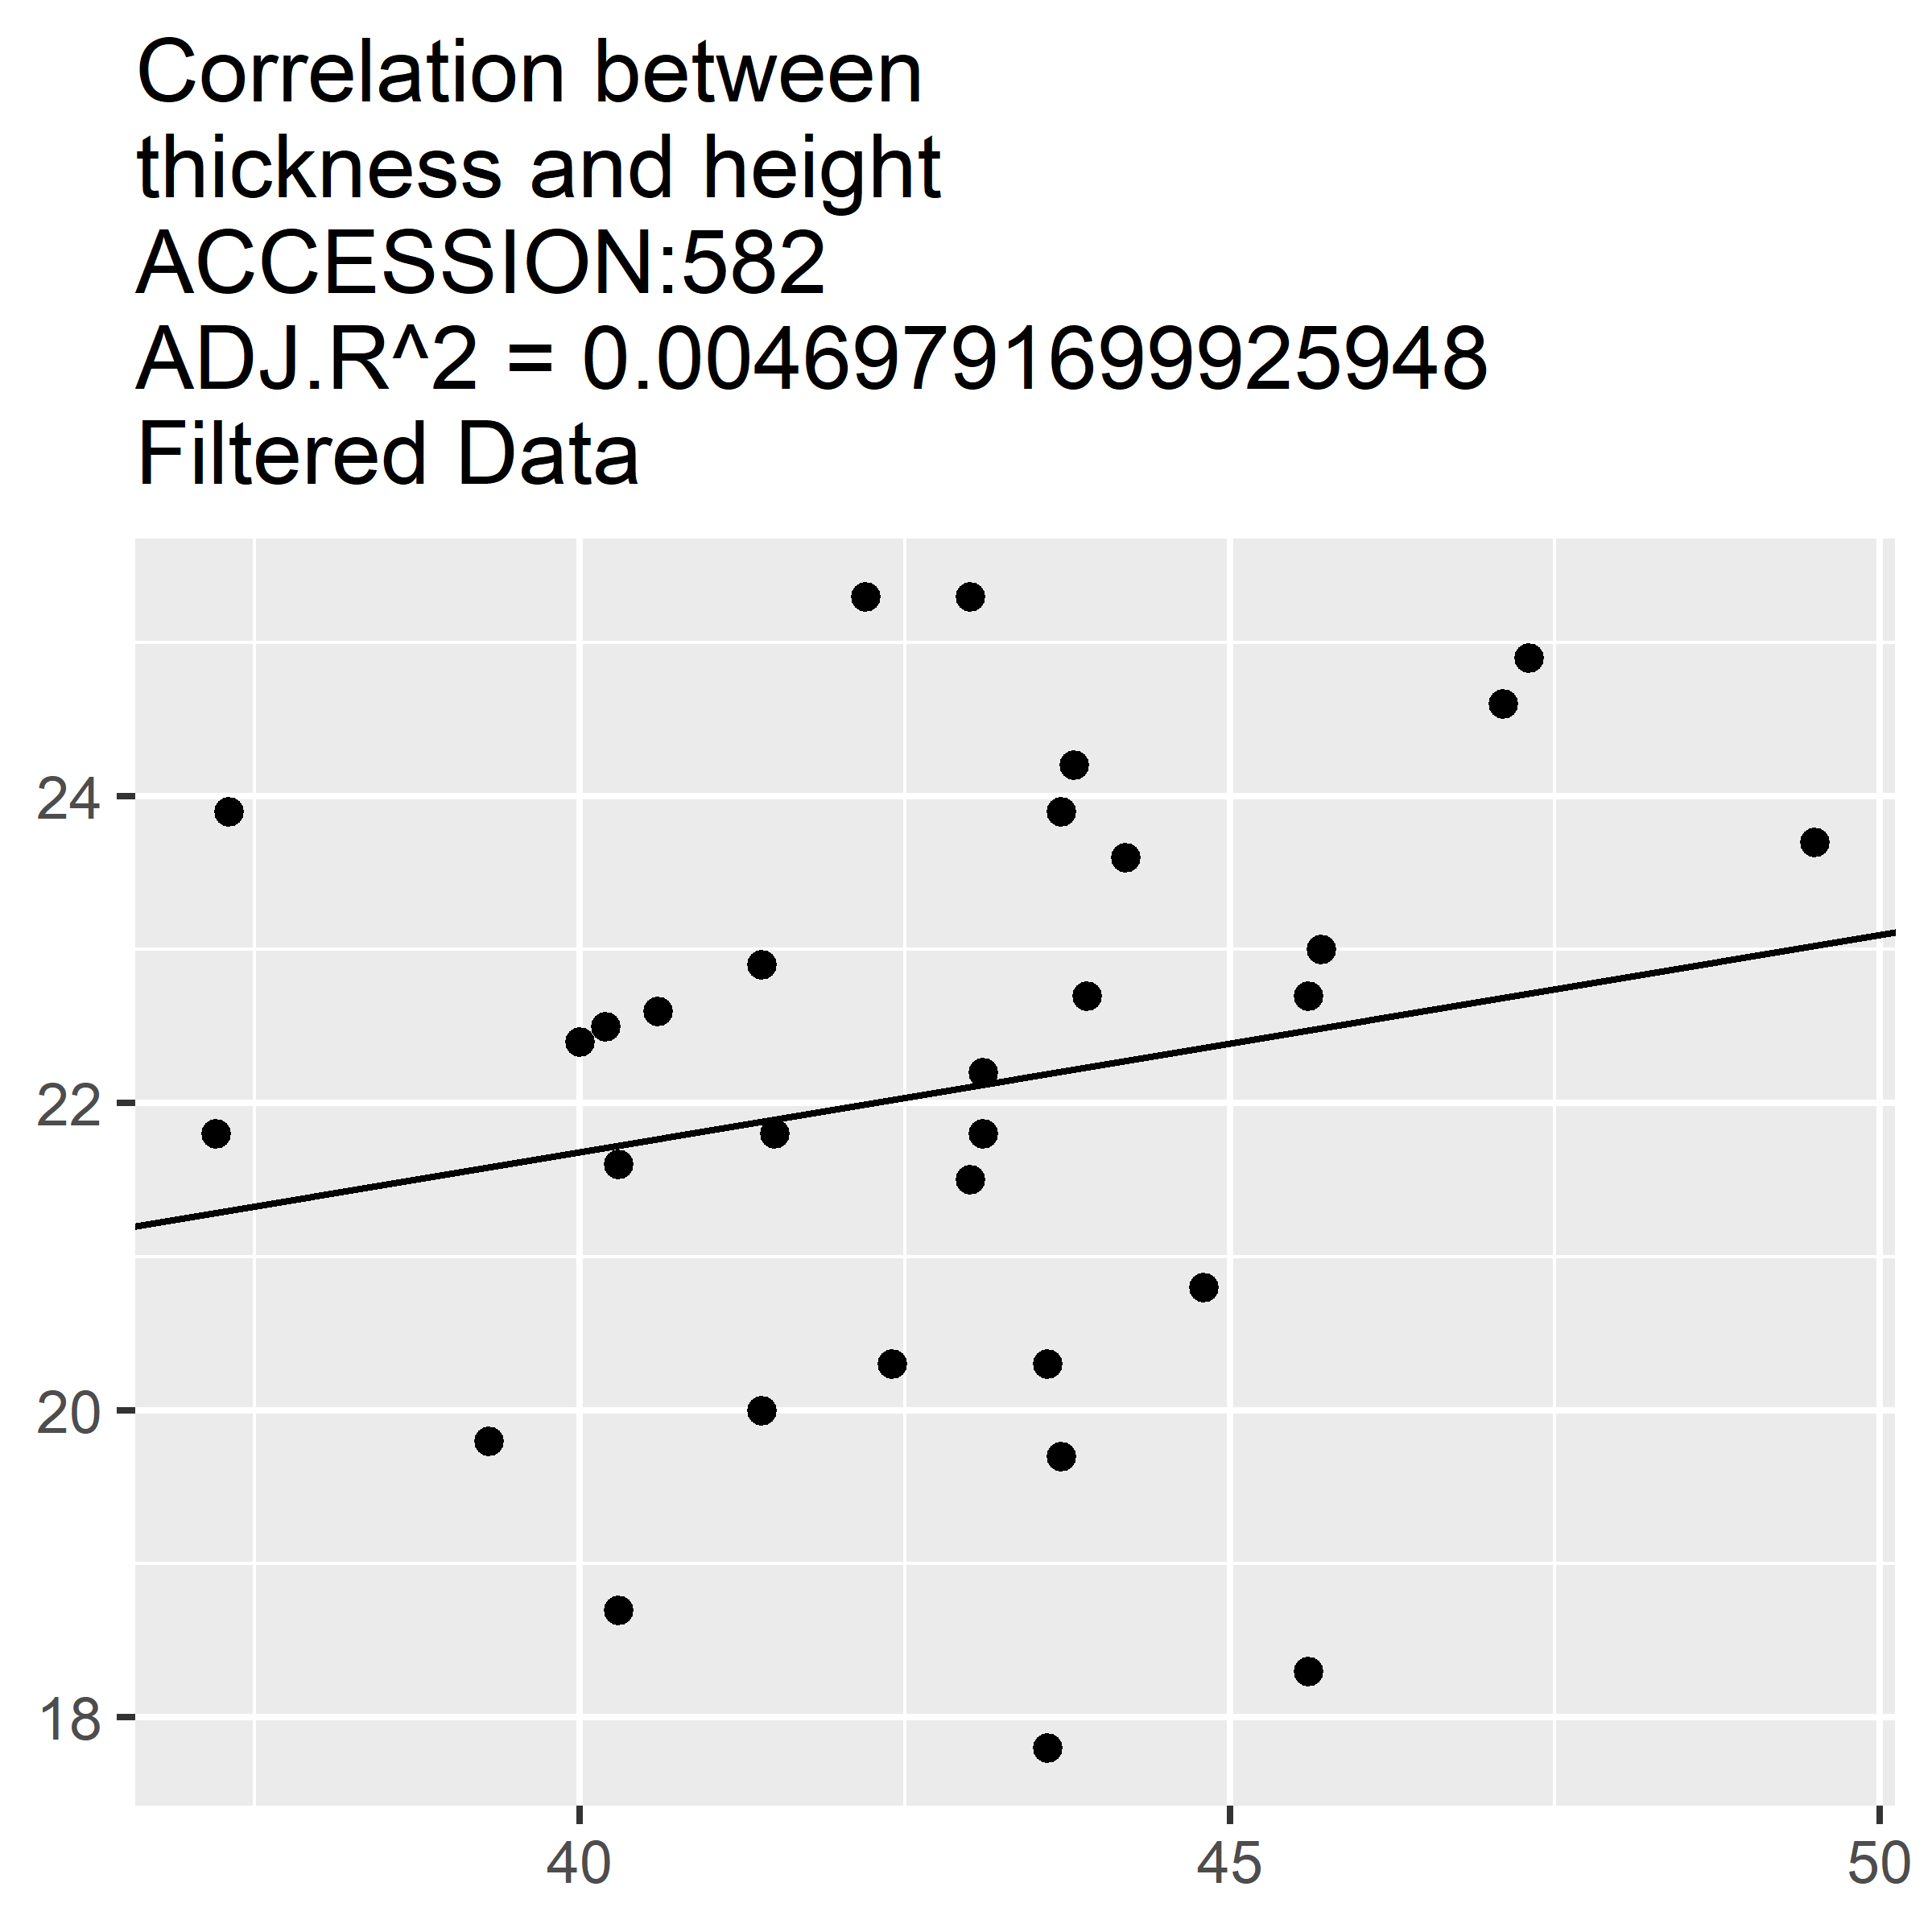 Correlation between
thickness and height
ACCESSION:582
ADJ.R^2 = 0.00469791699925948
Filtered Data
24
22
20
18
40 45 50